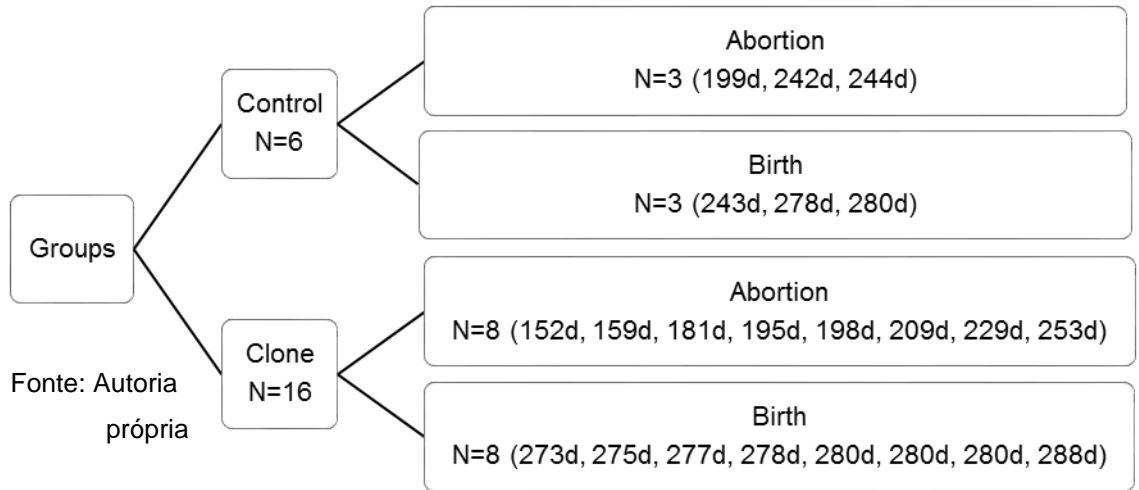 Groups
Control
N=6
Abortion
N=3 (199d, 242d, 244d)
Birth
N=3 (243d, 278d, 280d)
Clone
N=16
Abortion
N=8 (152d, 159d, 181d, 195d, 198d, 209d, 229d, 253d)
Birth
N=8 (273d, 275d, 277d, 278d, 280d, 280d, 280d, 288d)
Fonte: Autoria
própria